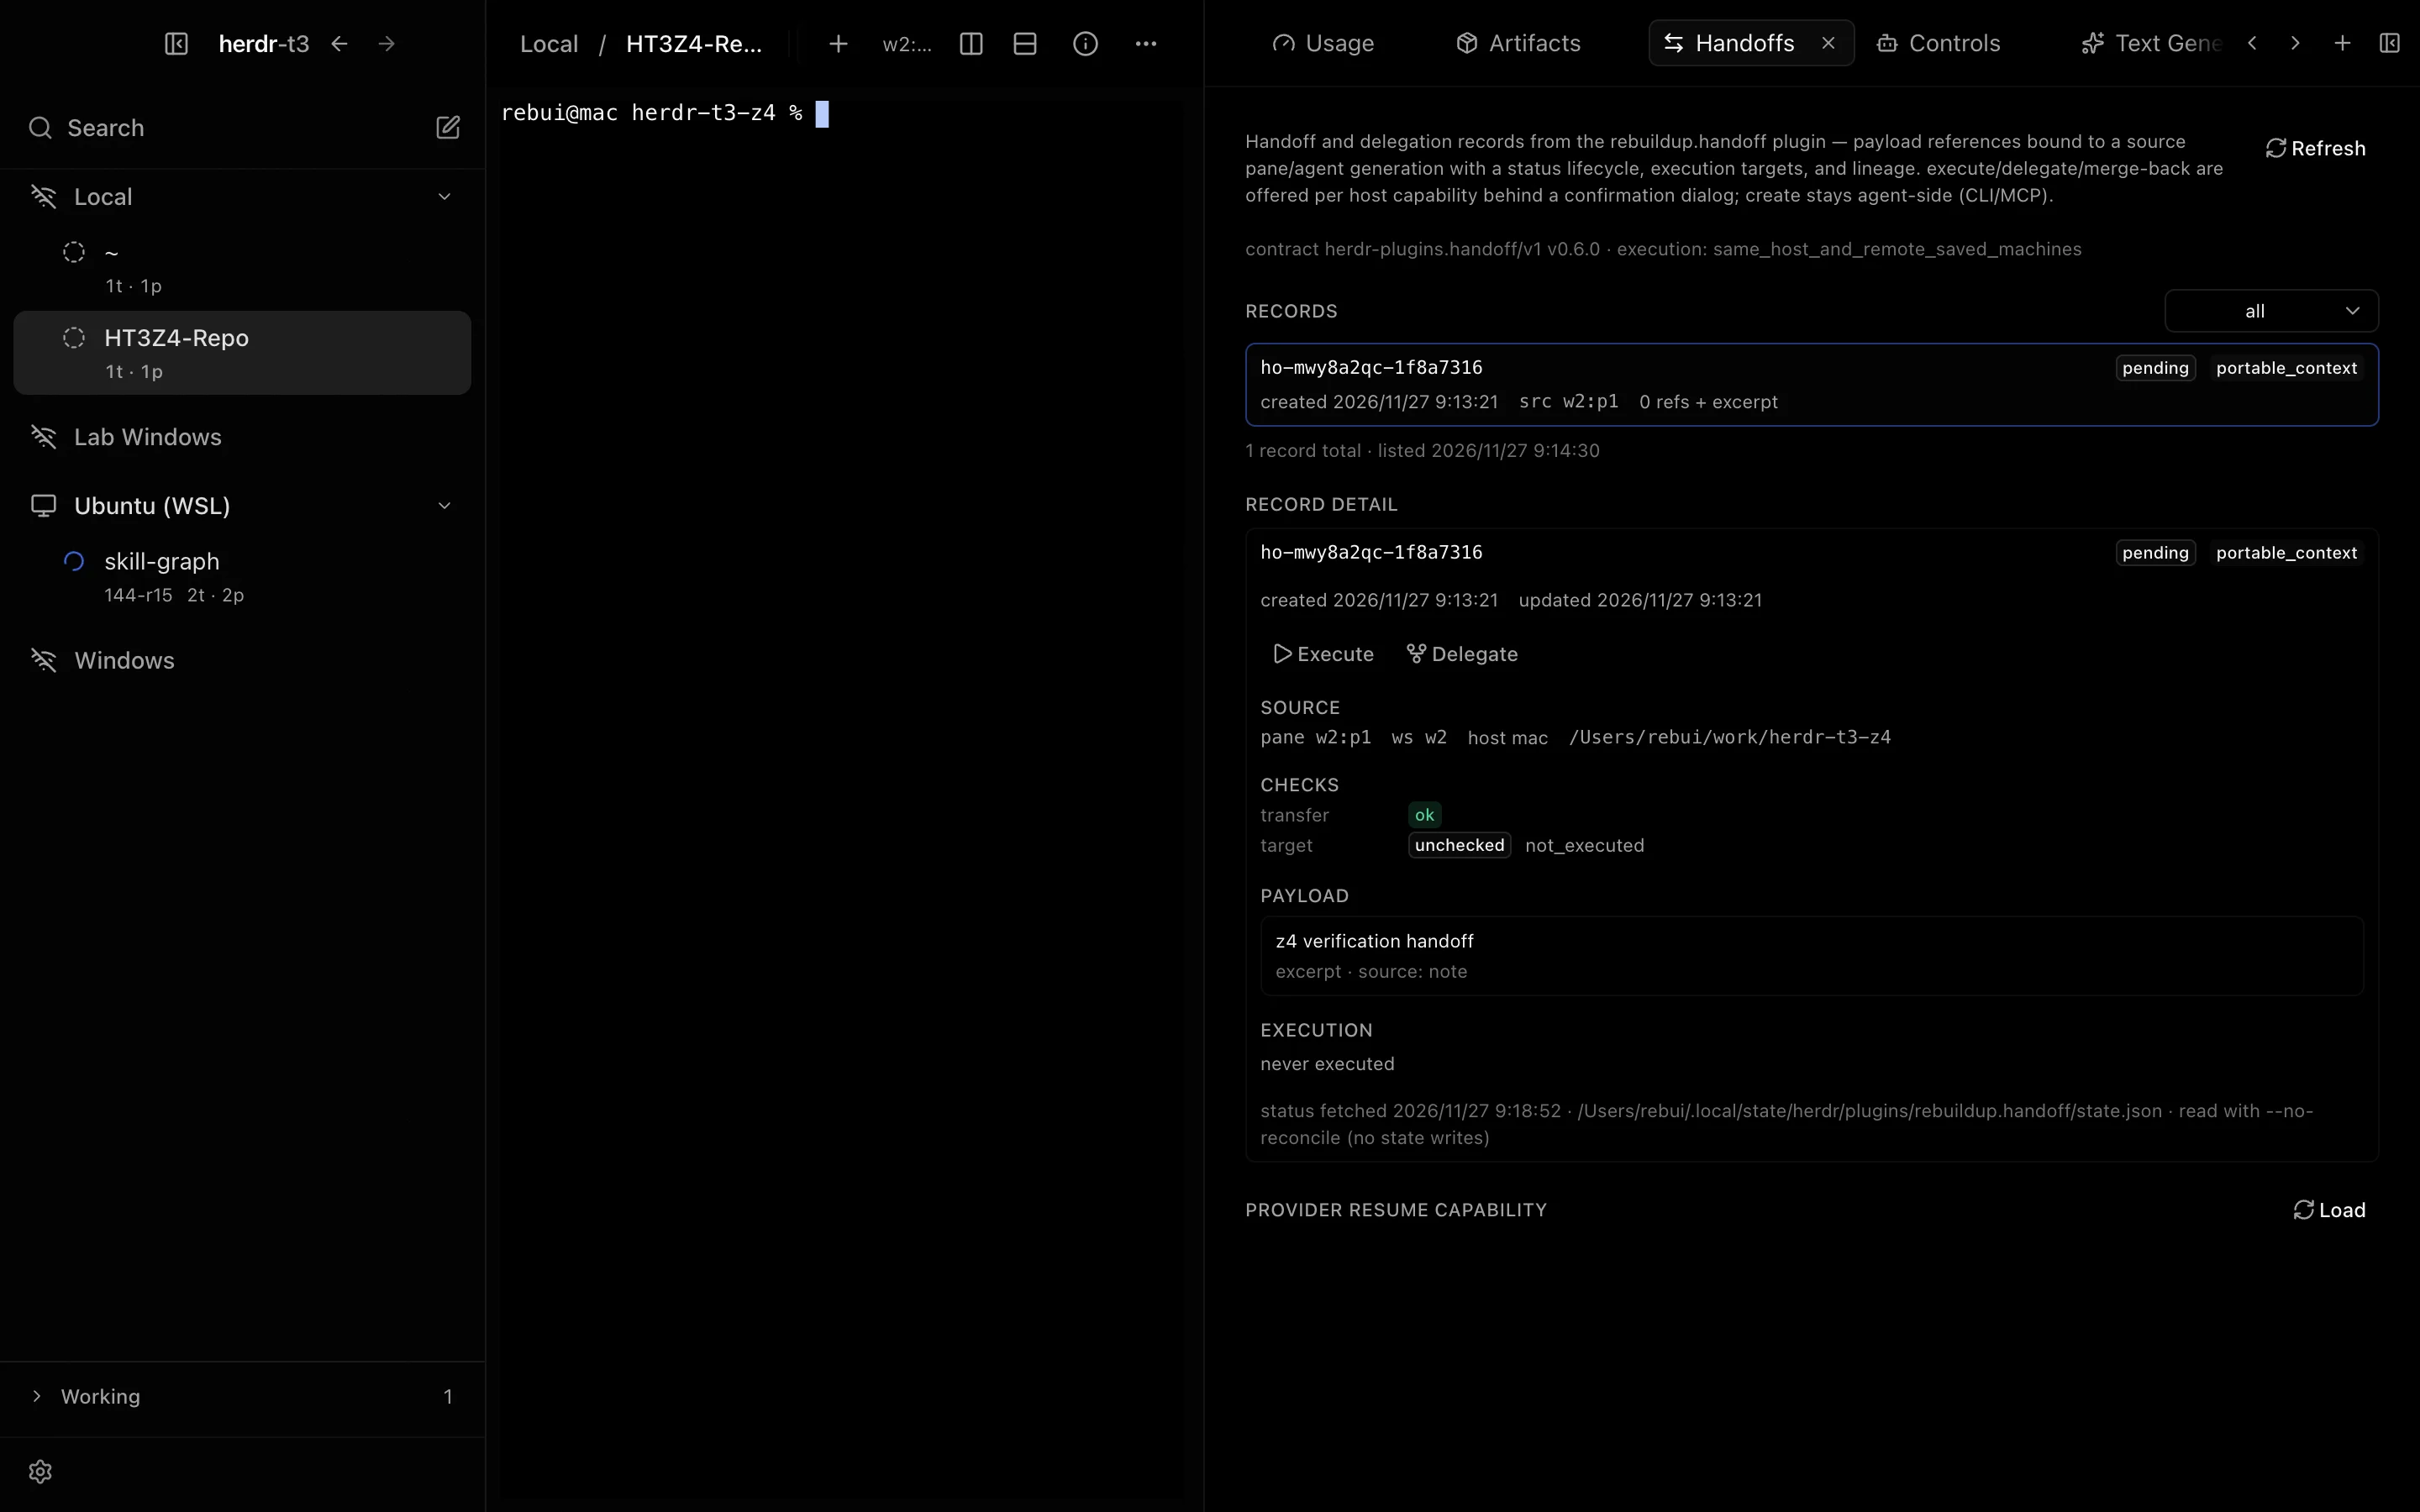 herdr-t3
Search
Local
~
1t · 1p
HT3Z4-Repo
1t · 1p
Lab Windows
Ubuntu (WSL)
skill-graph
144-r15 2t · 2p
Windows
Working 1
Local / HT3Z4-Re... w2:...
rebui@mac herdr-t3-z4 %
Usage Artifacts Handoffs Controls Text Gene
Handoff and delegation records from the rebuildup.handoff plugin — payload references bound to a source
pane/agent generation with a status lifecycle, execution targets, and lineage. execute/delegate/merge-back are
offered per host capability behind a confirmation dialog; create stays agent-side (CLI/MCP).
Refresh
contract herdr-plugins.handoff/v1 v0.6.0 · execution: same_host_and_remote_saved_machines
RECORDS all
ho-mwy8a2qc-1f8a7316 pending portable_context
created 2026/11/27 9:13:21 src w2:p1 0 refs + excerpt
1 record total · listed 2026/11/27 9:14:30
RECORD DETAIL
ho-mwy8a2qc-1f8a7316 pending portable_context
created 2026/11/27 9:13:21 updated 2026/11/27 9:13:21
Execute Delegate
SOURCE
pane w2:p1 ws w2 host mac /Users/rebui/work/herdr-t3-z4
CHECKS
transfer ok
target unchecked not_executed
PAYLOAD
z4 verification handoff
excerpt · source: note
EXECUTION
never executed
status fetched 2026/11/27 9:18:52 · /Users/rebui/.local/state/herdr/plugins/rebuildup.handoff/state.json · read with --no-
reconcile (no state writes)
PROVIDER RESUME CAPABILITY Load